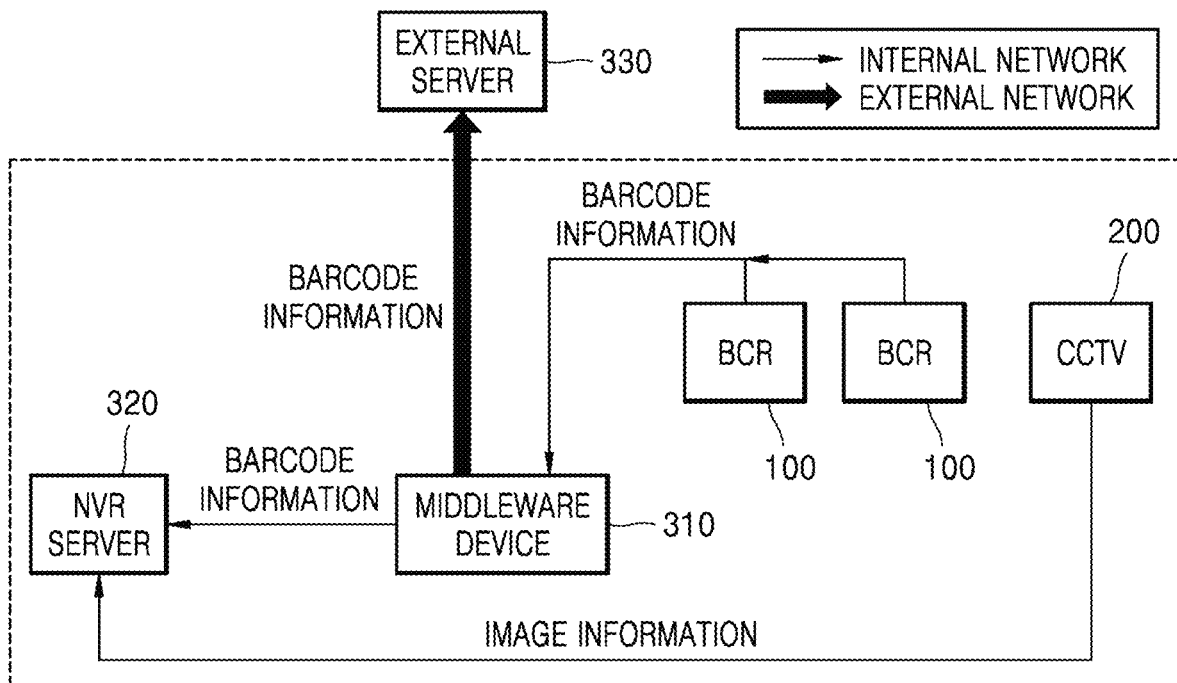 EXTERNAL
SERVER
330
INTERNAL NETWORK
EXTERNAL NETWORK
BARCODE
INFORMATION
200
BARCODE
INFORMATION
BCR
BCR
CCTV
320
100
100
BARCODE
INFORMATION
NVR
SERVER
MIDDLEWARE
DEVICE
310
IMAGE INFORMATION